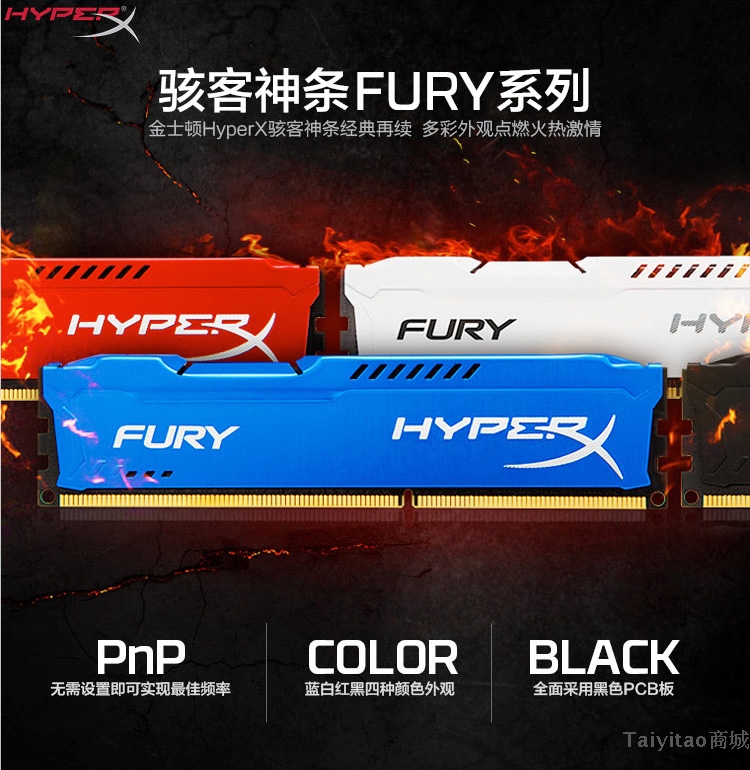 HYPERX®
骇客神条FURY系列
金士顿HyperX骇客神条经典再续 多彩外观点燃火热激情
HYPERX
FURY
HYP
FURY
HYPERX
PnP
COLOR
BLACK
无需设置即可实现最佳频率
蓝白红黑四种颜色外观
全面采用黑色PCB板
Taiyitao商城